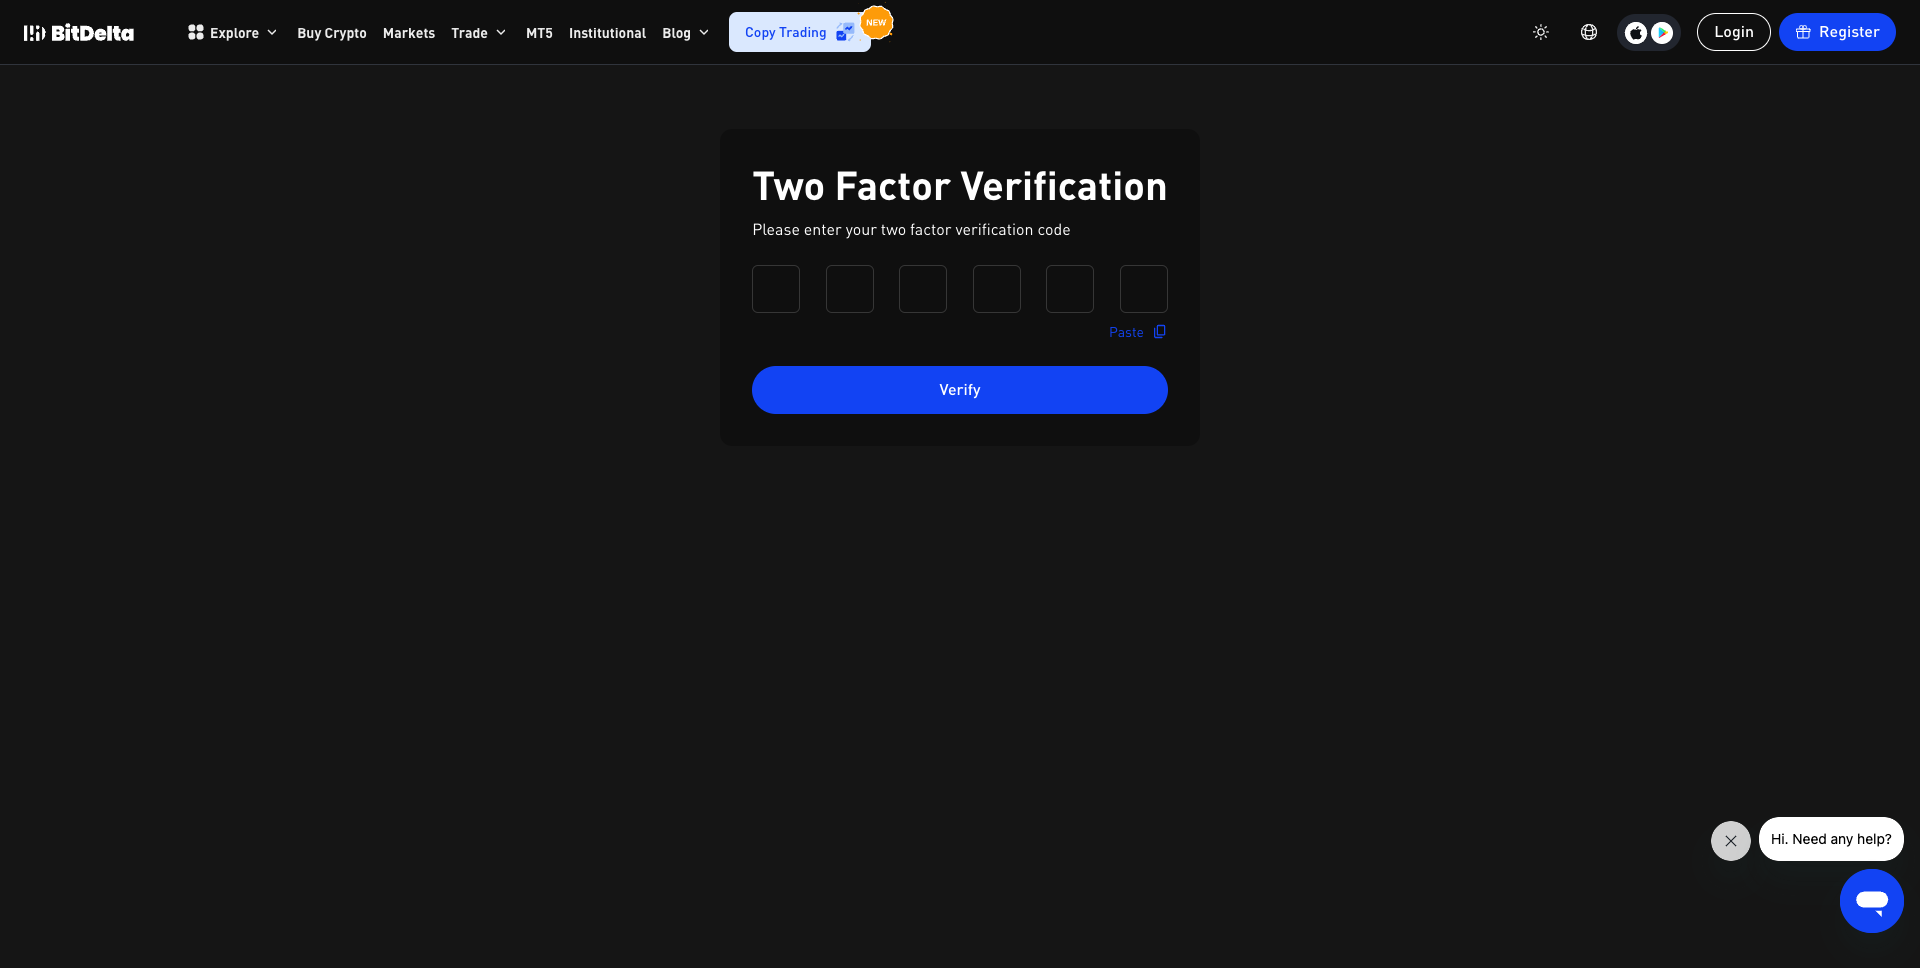 BitDelta
Explore
Buy Crypto
Markets
Trade
MT5
Institutional
Blog
Copy Trading
NEW
Login
Register
Two Factor Verification
Please enter your two factor verification code
Paste
Verify
Hi. Need any help?